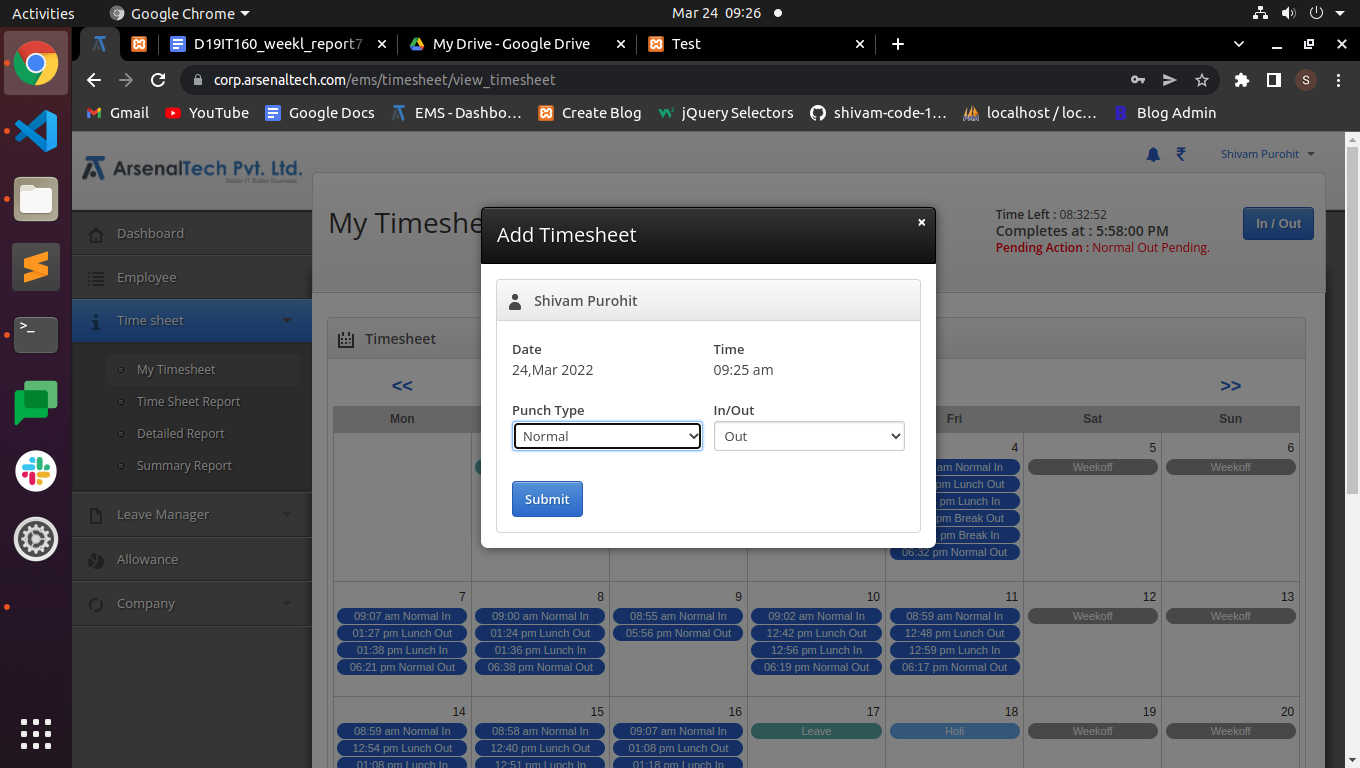 Activities
Google Chrome
Mar 24 09:26
D19IT160_weekl_report7
My Drive - Google Drive
Test
corp.arsenaltech.com/ems/timesheet/view_timesheet
S
Gmail
YouTube
Google Docs
EMS - Dashbo…
Create Blog
jQuery Selectors
shivam-code-1…
localhost / loc…
B
Blog Admin
ArsenalTech Pvt. Ltd.
Better IT Better Business
₹
Shivam Purohit
Dashboard
Employee
Time sheet
My Timesheet
Time Sheet Report
Detailed Report
Summary Report
Leave Manager
Allowance
Company
My Timeshe
Time Left : 08:32:52
Completes at : 5:58:00 PM
Pending Action : Normal Out Pending.
In / Out
Add Timesheet
×
Shivam Purohit
Date
Time
24,Mar 2022
09:25 am
Punch Type
In/Out
Normal
Out
Submit
Timesheet
<<
>>
Mon
Fri
Sat
Sun
4
5
6
am Normal In
Weekoff
Weekoff
pm Lunch Out
pm Lunch In
pm Break Out
pm Break In
06:32 pm Normal Out
7
8
9
10
11
12
13
09:07 am Normal In
09:00 am Normal In
08:55 am Normal In
09:02 am Normal In
08:59 am Normal In
Weekoff
Weekoff
01:27 pm Lunch Out
01:24 pm Lunch Out
05:56 pm Normal Out
12:42 pm Lunch Out
12:48 pm Lunch Out
01:38 pm Lunch In
01:36 pm Lunch In
12:56 pm Lunch In
12:59 pm Lunch In
06:21 pm Normal Out
06:38 pm Normal Out
06:19 pm Normal Out
06:17 pm Normal Out
14
15
16
17
18
19
20
08:59 am Normal In
08:58 am Normal In
09:07 am Normal In
Leave
Holi
Weekoff
Weekoff
12:54 pm Lunch Out
12:40 pm Lunch Out
01:08 pm Lunch Out
01:08 pm Lunch In
12:51 pm Lunch In
01:18 pm Lunch In